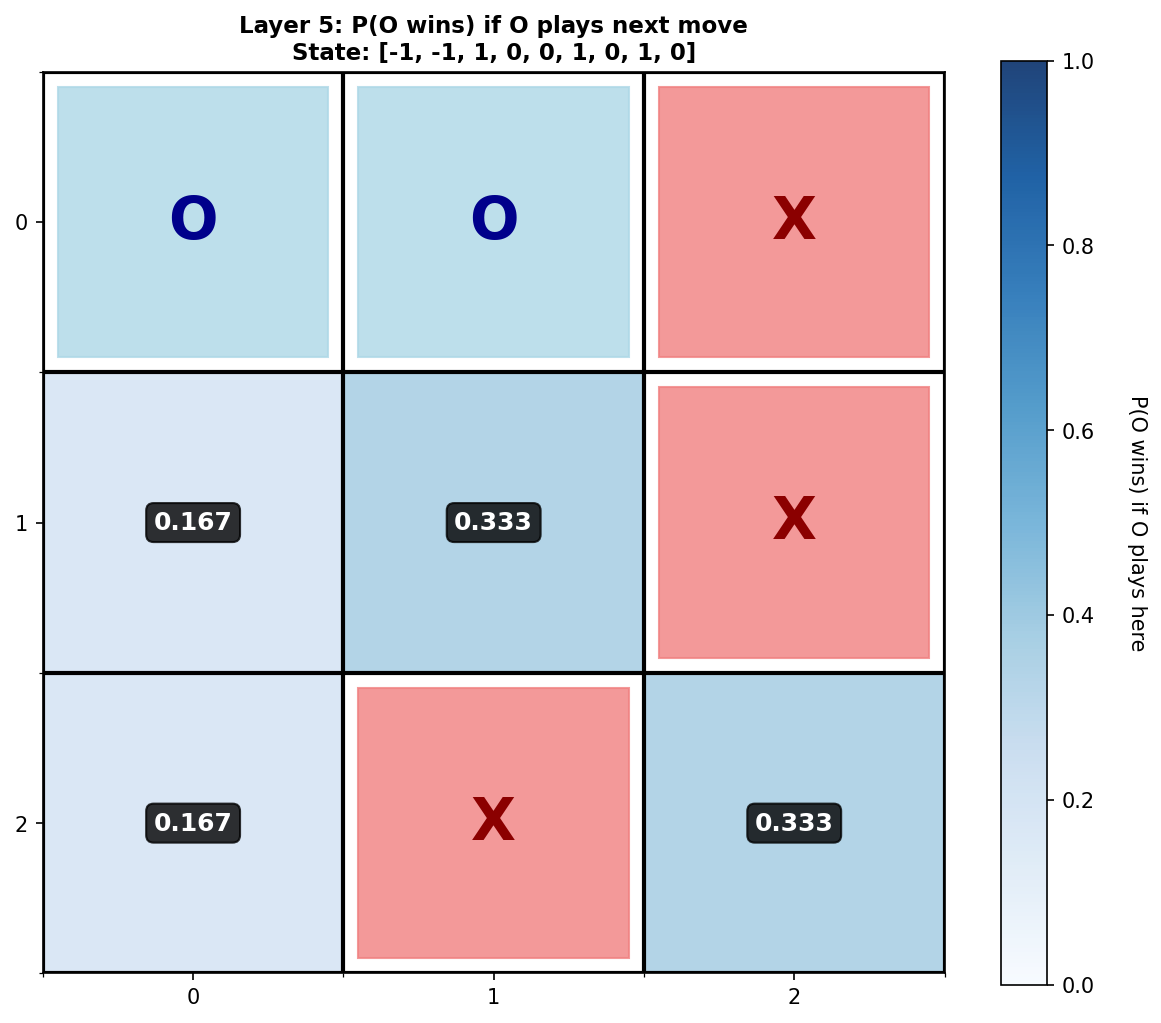 Layer 5: P(O wins) if O plays next move
State: [-1, -1, 1, 0, 0, 1, 0, 1, 0]
0
O
O
X
1
0.167
0.333
X
2
0.167
X
0.333
0
1
2
1.0
0.8
0.6
0.4
0.2
0.0
P(O wins) if O plays here